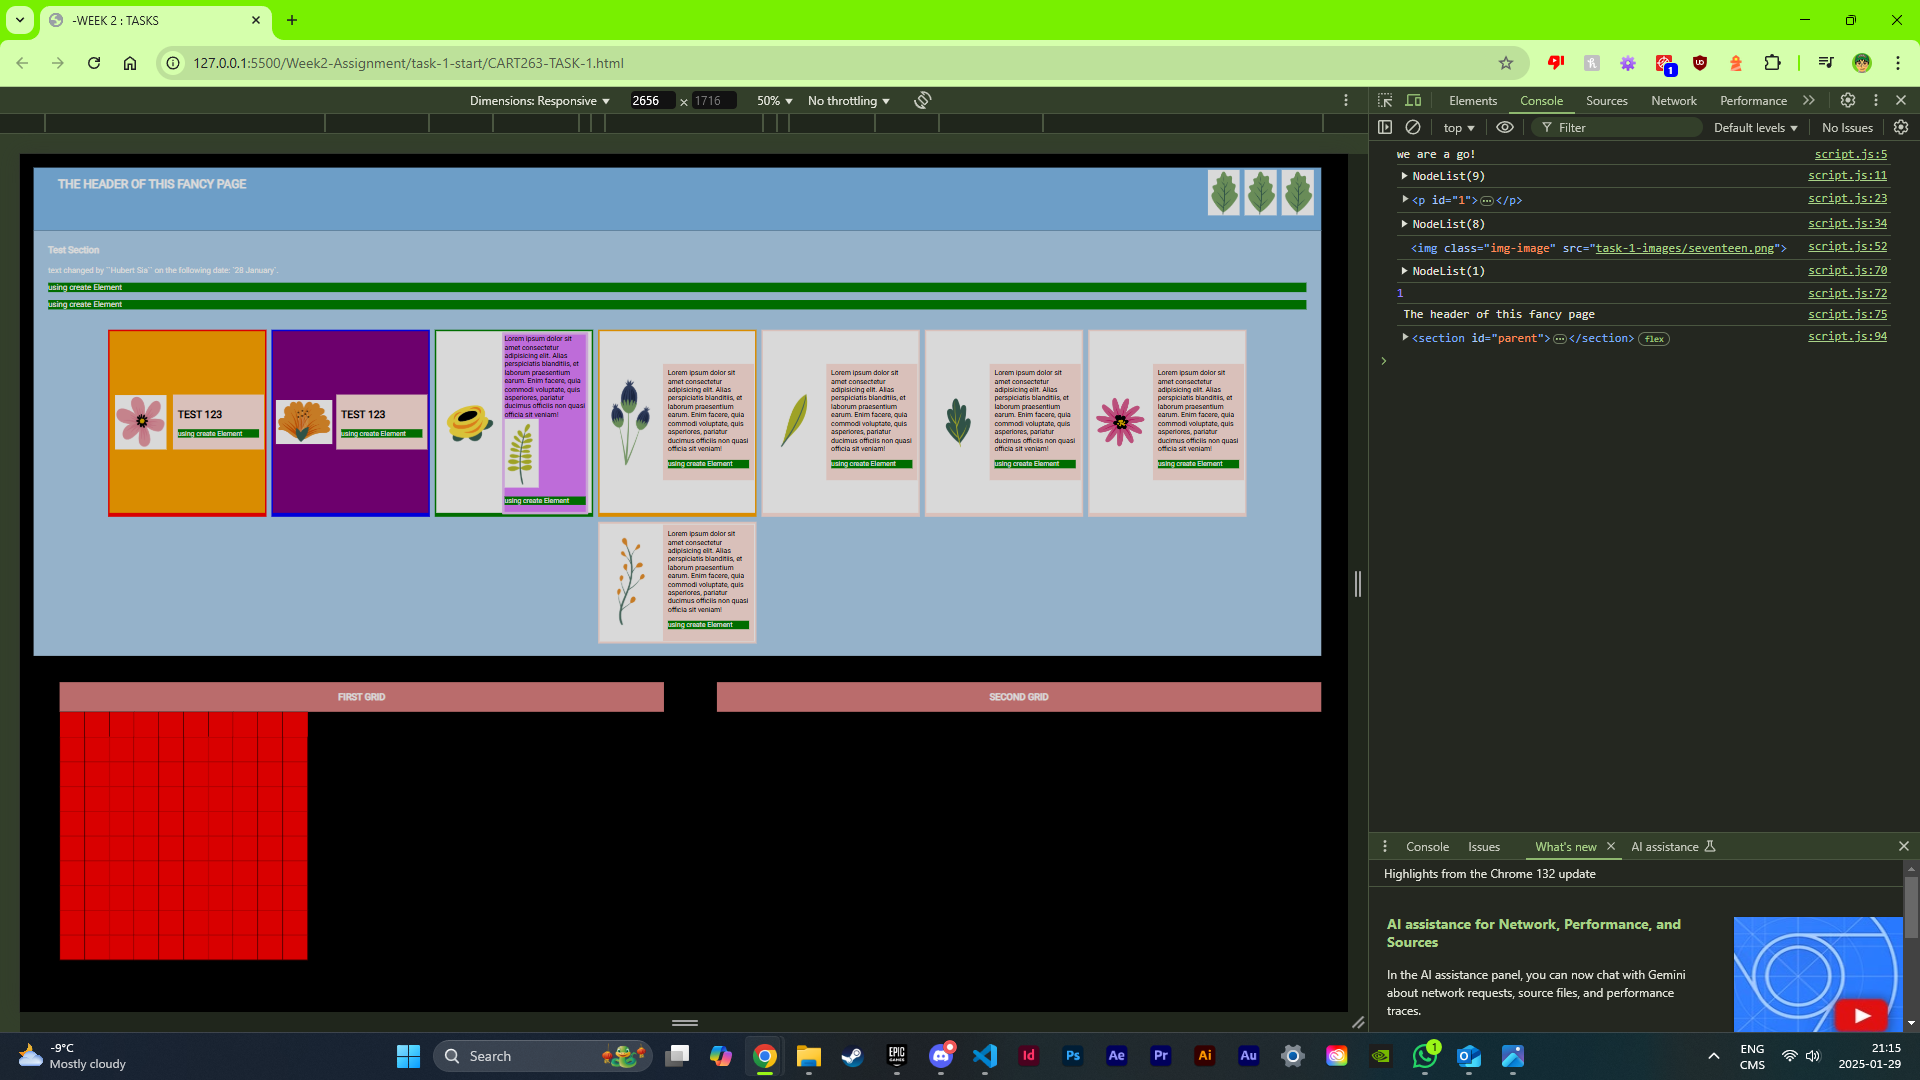 -WEEK 2 : TASKS
127.0.0.1:5500/Week2-Assignment/task-1-start/CART263-TASK-1.html
1
Dimensions: Responsive
2656 × 1716
50%
No throttling
Elements
Console
Sources
Network
Performance
top
Filter
Default levels
No Issues
we are a go! script.js:5
NodeList(9) script.js:11
<p id="1"></p> script.js:23
NodeList(8) script.js:34
<img class="img-image" src="task-1-images/seventeen.png"> script.js:52
NodeList(1) script.js:70
1 script.js:72
The header of this fancy page script.js:75
<section id="parent"></section> flex script.js:94
THE HEADER OF THIS FANCY PAGE
Test Section
text changed by ``Hubert Sia`` on the following date: `28 January`.
using create Element
using create Element
TEST 123
using create Element
TEST 123
using create Element
Lorem ipsum dolor sit
amet consectetur
adipisicing elit. Alias
perspiciatis blanditiis, et
laborum praesentium
earum. Enim facere, quia
commodi voluptate, quis
asperiores, pariatur
ducimus officiis non quasi
officia sit veniam!
using create Element
Lorem ipsum dolor sit
amet consectetur
adipisicing elit. Alias
perspiciatis blanditiis, et
laborum praesentium
earum. Enim facere, quia
commodi voluptate, quis
asperiores, pariatur
ducimus officiis non quasi
officia sit veniam!
using create Element
Lorem ipsum dolor sit
amet consectetur
adipisicing elit. Alias
perspiciatis blanditiis, et
laborum praesentium
earum. Enim facere, quia
commodi voluptate, quis
asperiores, pariatur
ducimus officiis non quasi
officia sit veniam!
using create Element
Lorem ipsum dolor sit
amet consectetur
adipisicing elit. Alias
perspiciatis blanditiis, et
laborum praesentium
earum. Enim facere, quia
commodi voluptate, quis
asperiores, pariatur
ducimus officiis non quasi
officia sit veniam!
using create Element
Lorem ipsum dolor sit
amet consectetur
adipisicing elit. Alias
perspiciatis blanditiis, et
laborum praesentium
earum. Enim facere, quia
commodi voluptate, quis
asperiores, pariatur
ducimus officiis non quasi
officia sit veniam!
using create Element
Lorem ipsum dolor sit
amet consectetur
adipisicing elit. Alias
perspiciatis blanditiis, et
laborum praesentium
earum. Enim facere, quia
commodi voluptate, quis
asperiores, pariatur
ducimus officiis non quasi
officia sit veniam!
using create Element
FIRST GRID
SECOND GRID
Console
Issues
What's new
AI assistance
Highlights from the Chrome 132 update
AI assistance for Network, Performance, and
Sources
In the AI assistance panel, you can now chat with Gemini
about network requests, source files, and performance
traces.
-9°C
Mostly cloudy
Search
EPIC GAMES
Id
Ps
Ae
Pr
Ai
Au
1
ENG
CMS
21:15
2025-01-29